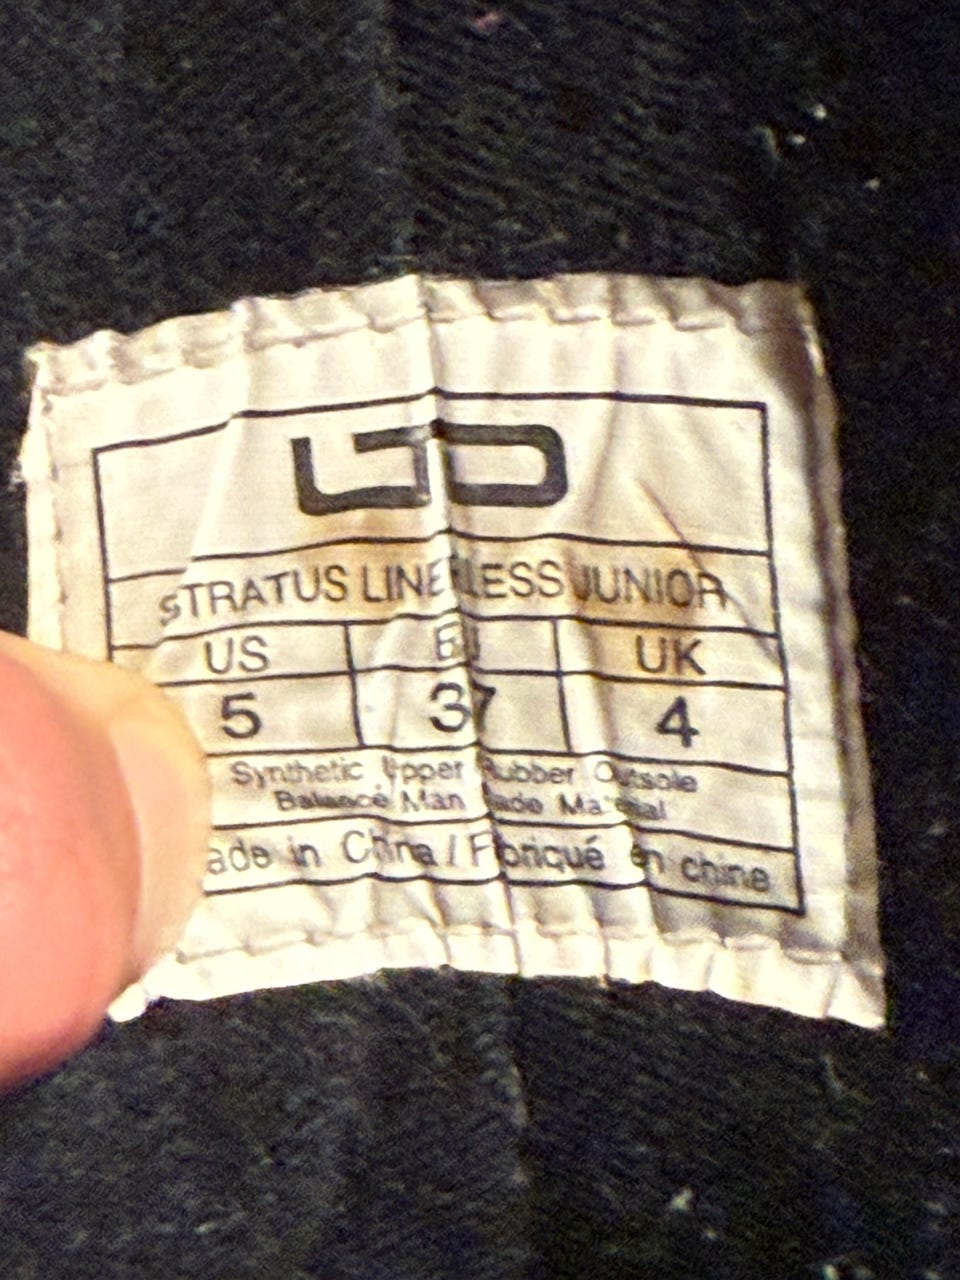 STRATUS LINERLESS JUNIOR
US EU UK
5 37 4
Synthetic Upper Rubber Outsole
Balance Man Made Material
ade in China / Fabriqué en chine